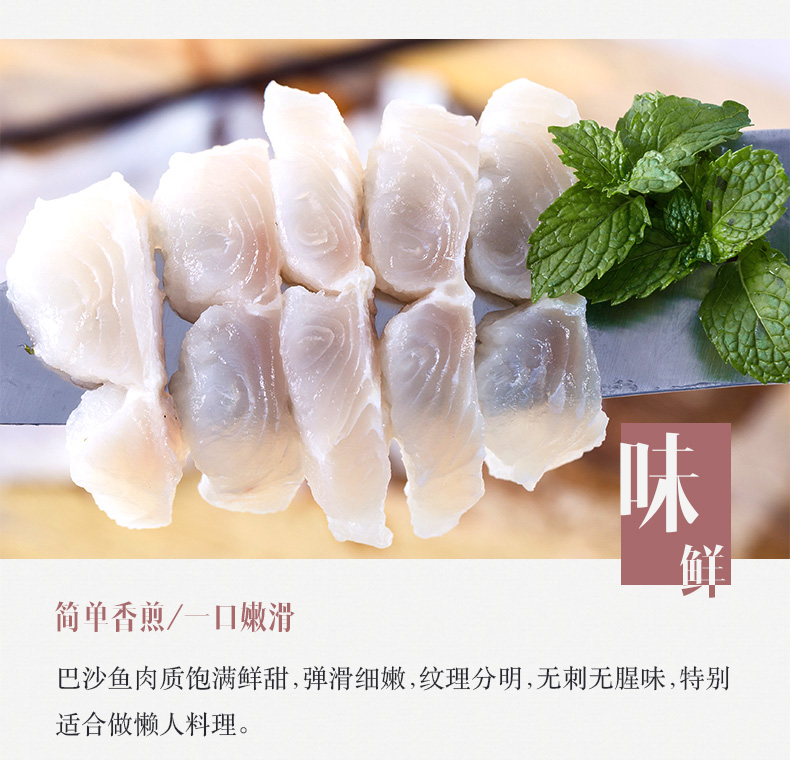 味鲜
简单香煎/一口嫩滑
巴沙鱼肉质饱满鲜甜,弹滑细嫩,纹理分明,无刺无腥味,特别
适合做懒人料理。